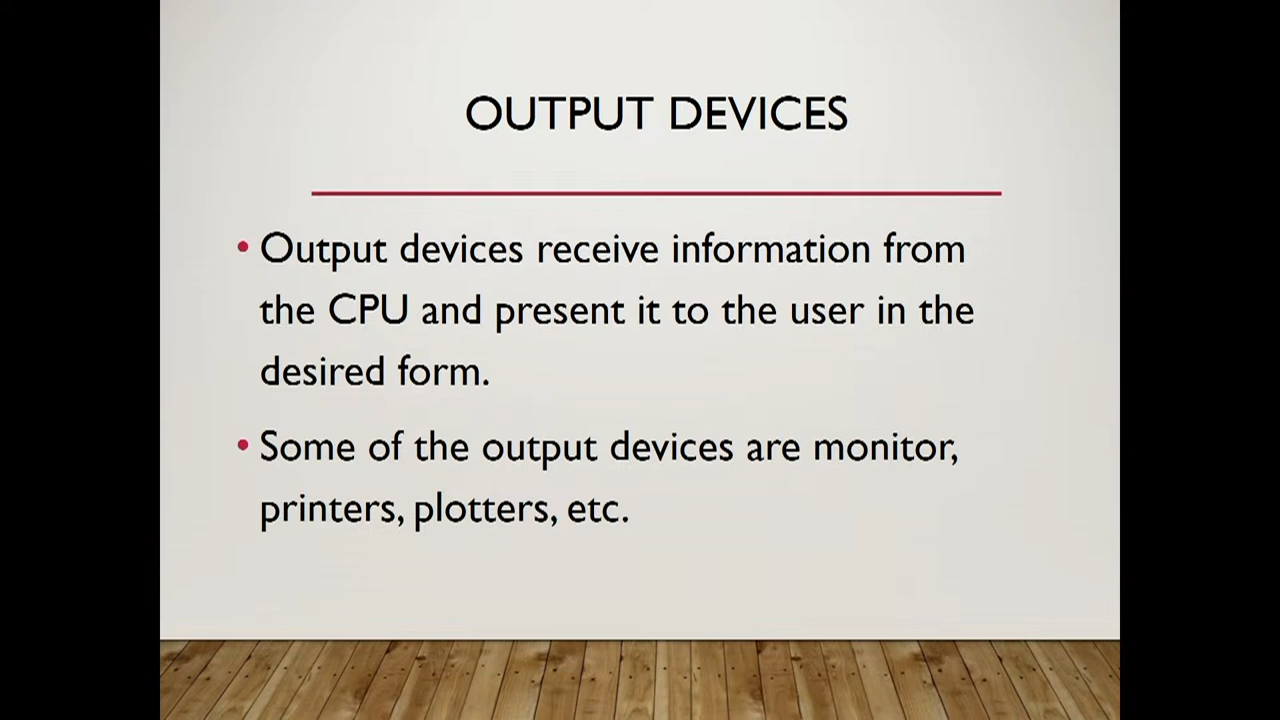 OUTPUT DEVICES
• Output devices receive information from
the CPU and present it to the user in the
desired form.
• Some of the output devices are monitor,
printers, plotters, etc.